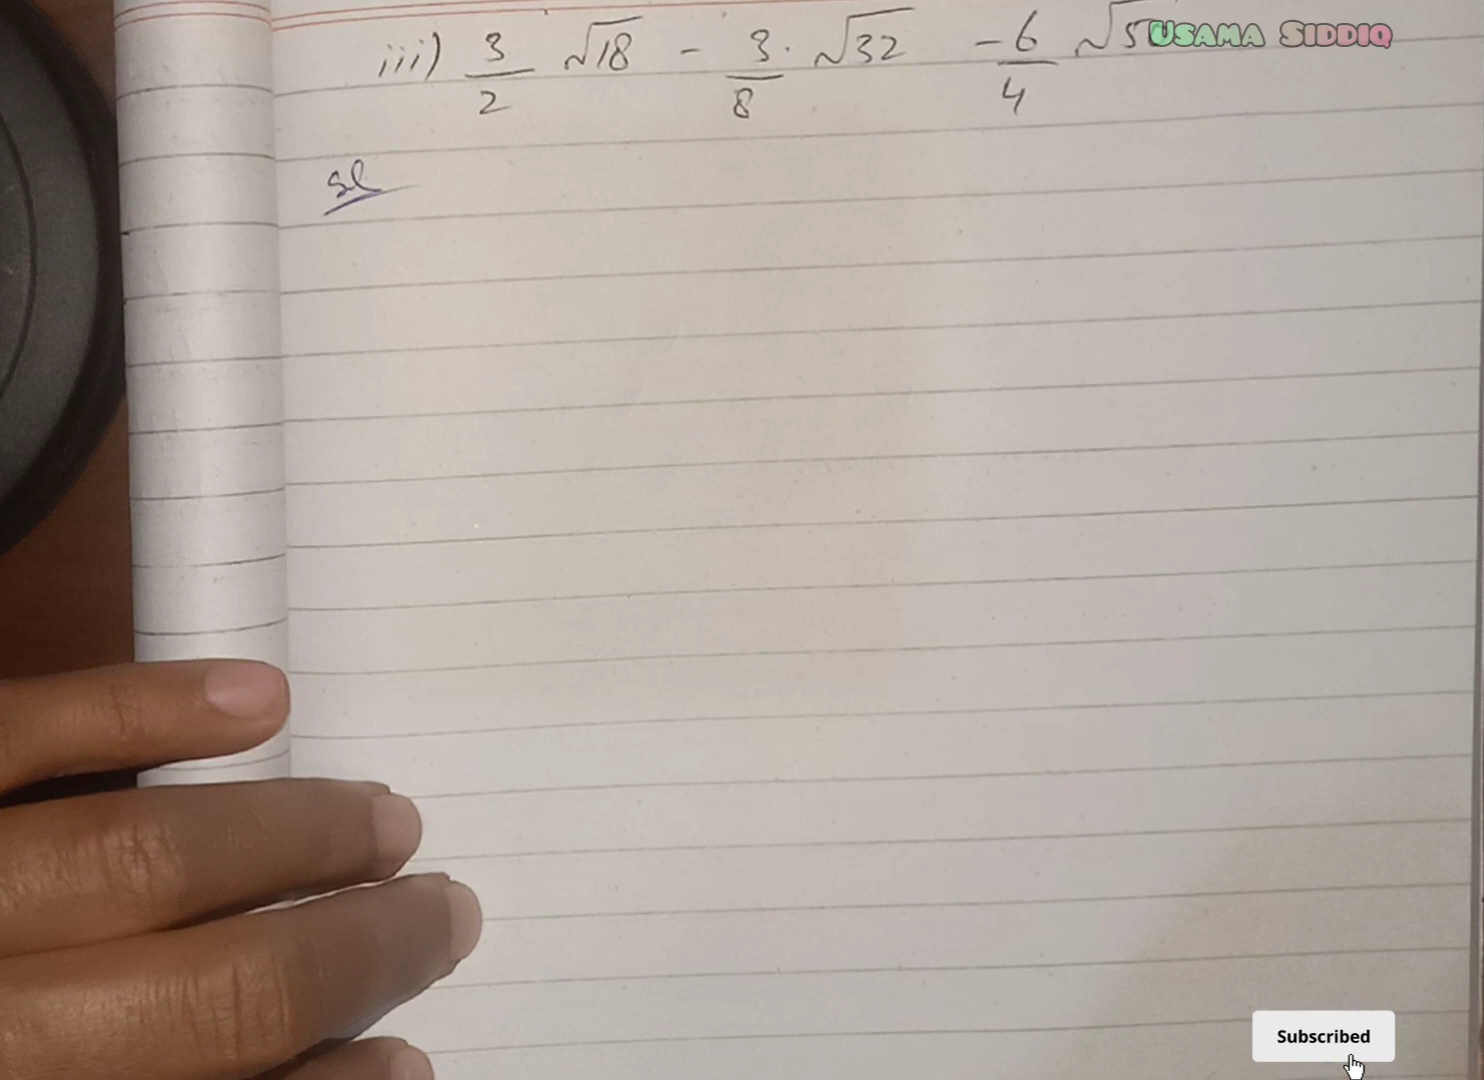 iii) 3/2 √18 - 3/8 · √32 - 6/4 √5
USAMA SIDDIQ
Sol
Subscribed